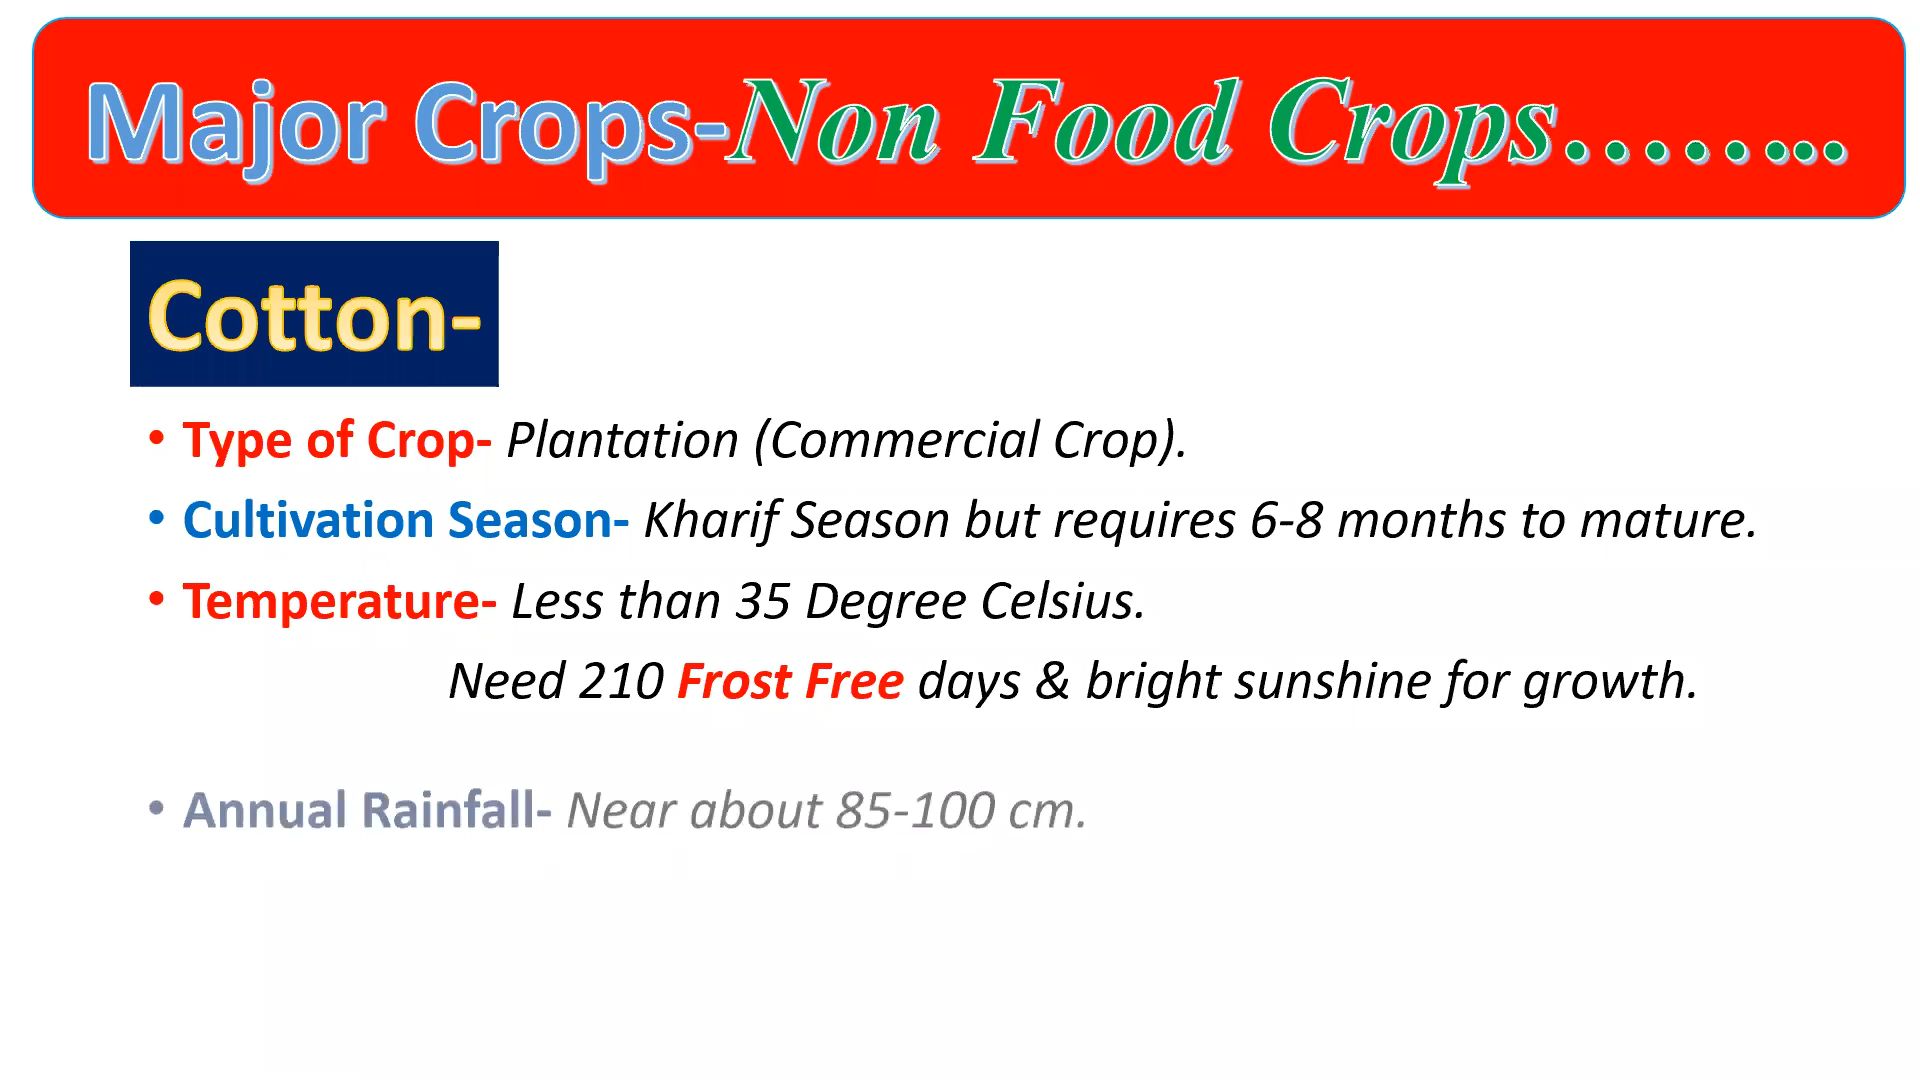 Major Crops-Non Food Crops……..
Cotton-
• Type of Crop- Plantation (Commercial Crop).
• Cultivation Season- Kharif Season but requires 6-8 months to mature.
• Temperature- Less than 35 Degree Celsius.
Need 210 Frost Free days & bright sunshine for growth.
• Annual Rainfall- Near about 85-100 cm.